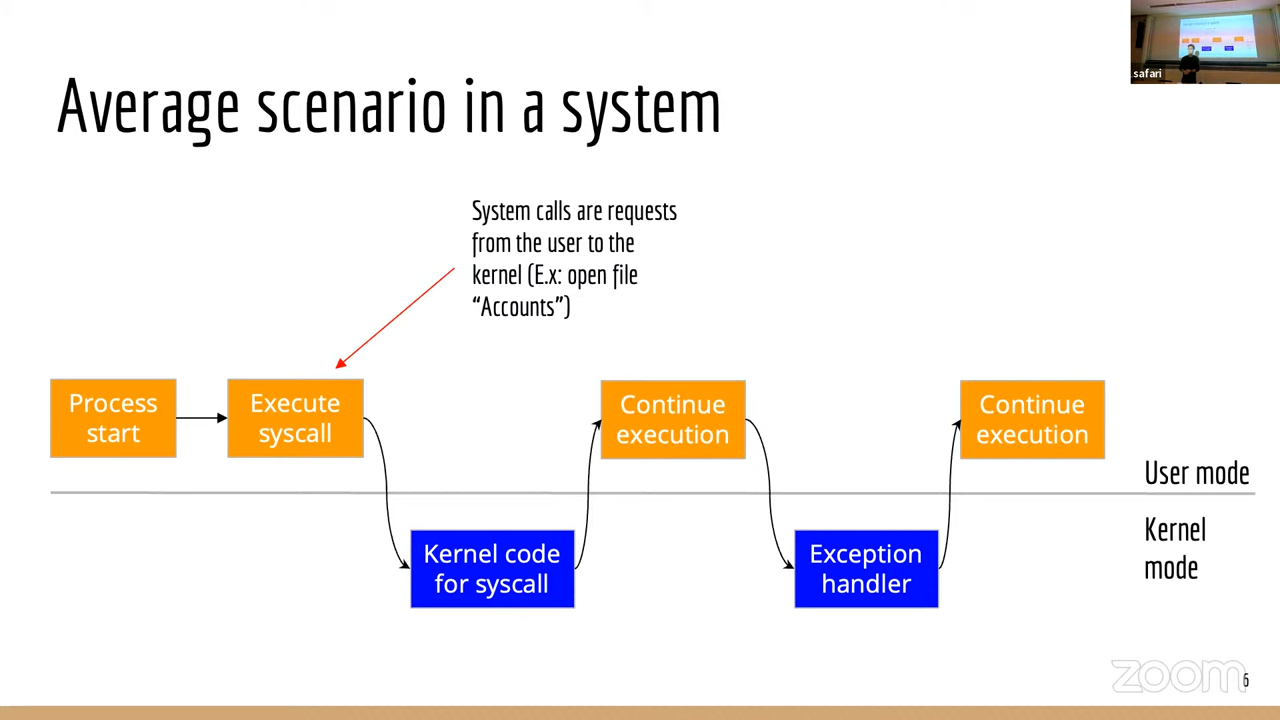 safari
Average scenario in a system
System calls are requests
from the user to the
kernel (E.x: open file
“Accounts”)
Process
start
Execute
syscall
Continue
execution
Continue
execution
User mode
Kernel code
for syscall
Exception
handler
Kernel
mode
zoom
6